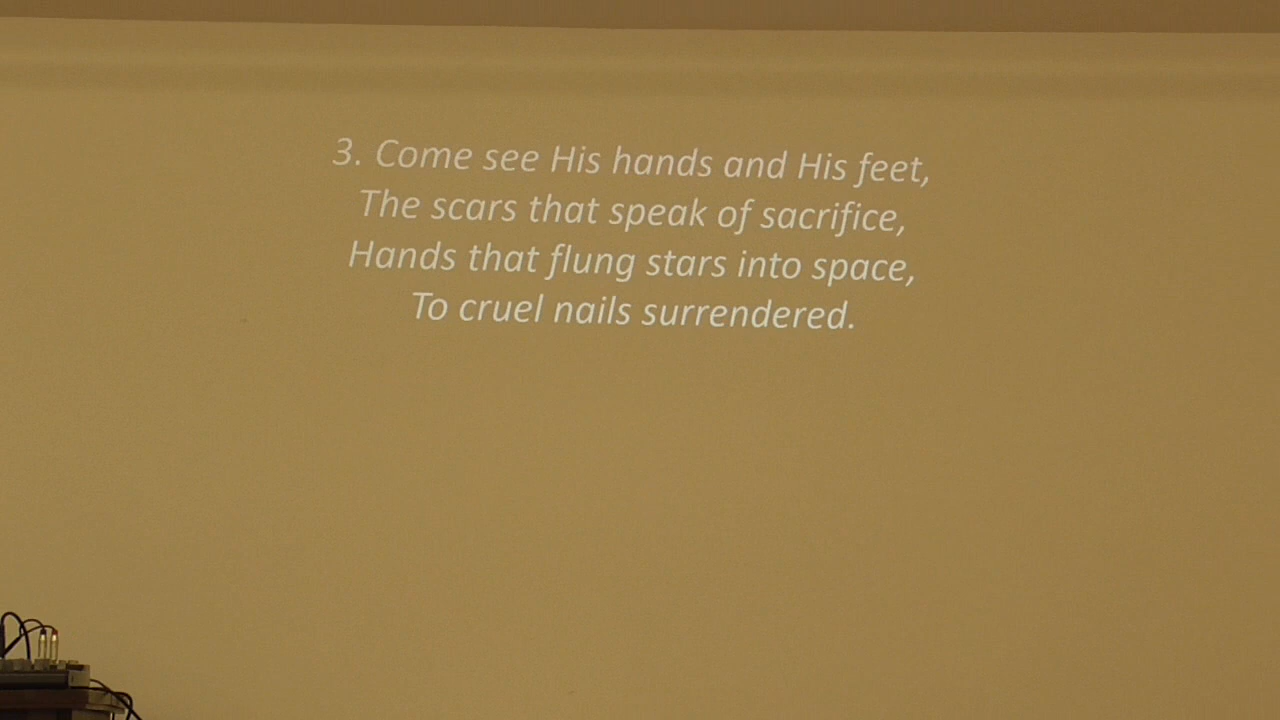 3. Come see His hands and His feet,
The scars that speak of sacrifice,
Hands that flung stars into space,
To cruel nails surrendered.